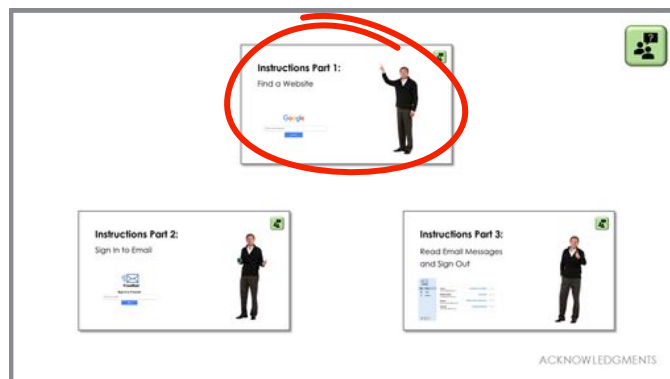 Instructions Part 1:
Find a Website
Google
Instructions Part 2:
Sign In to Email
Instructions Part 3:
Read Email Messages
and Sign Out
ACKNOWLEDGMENTS